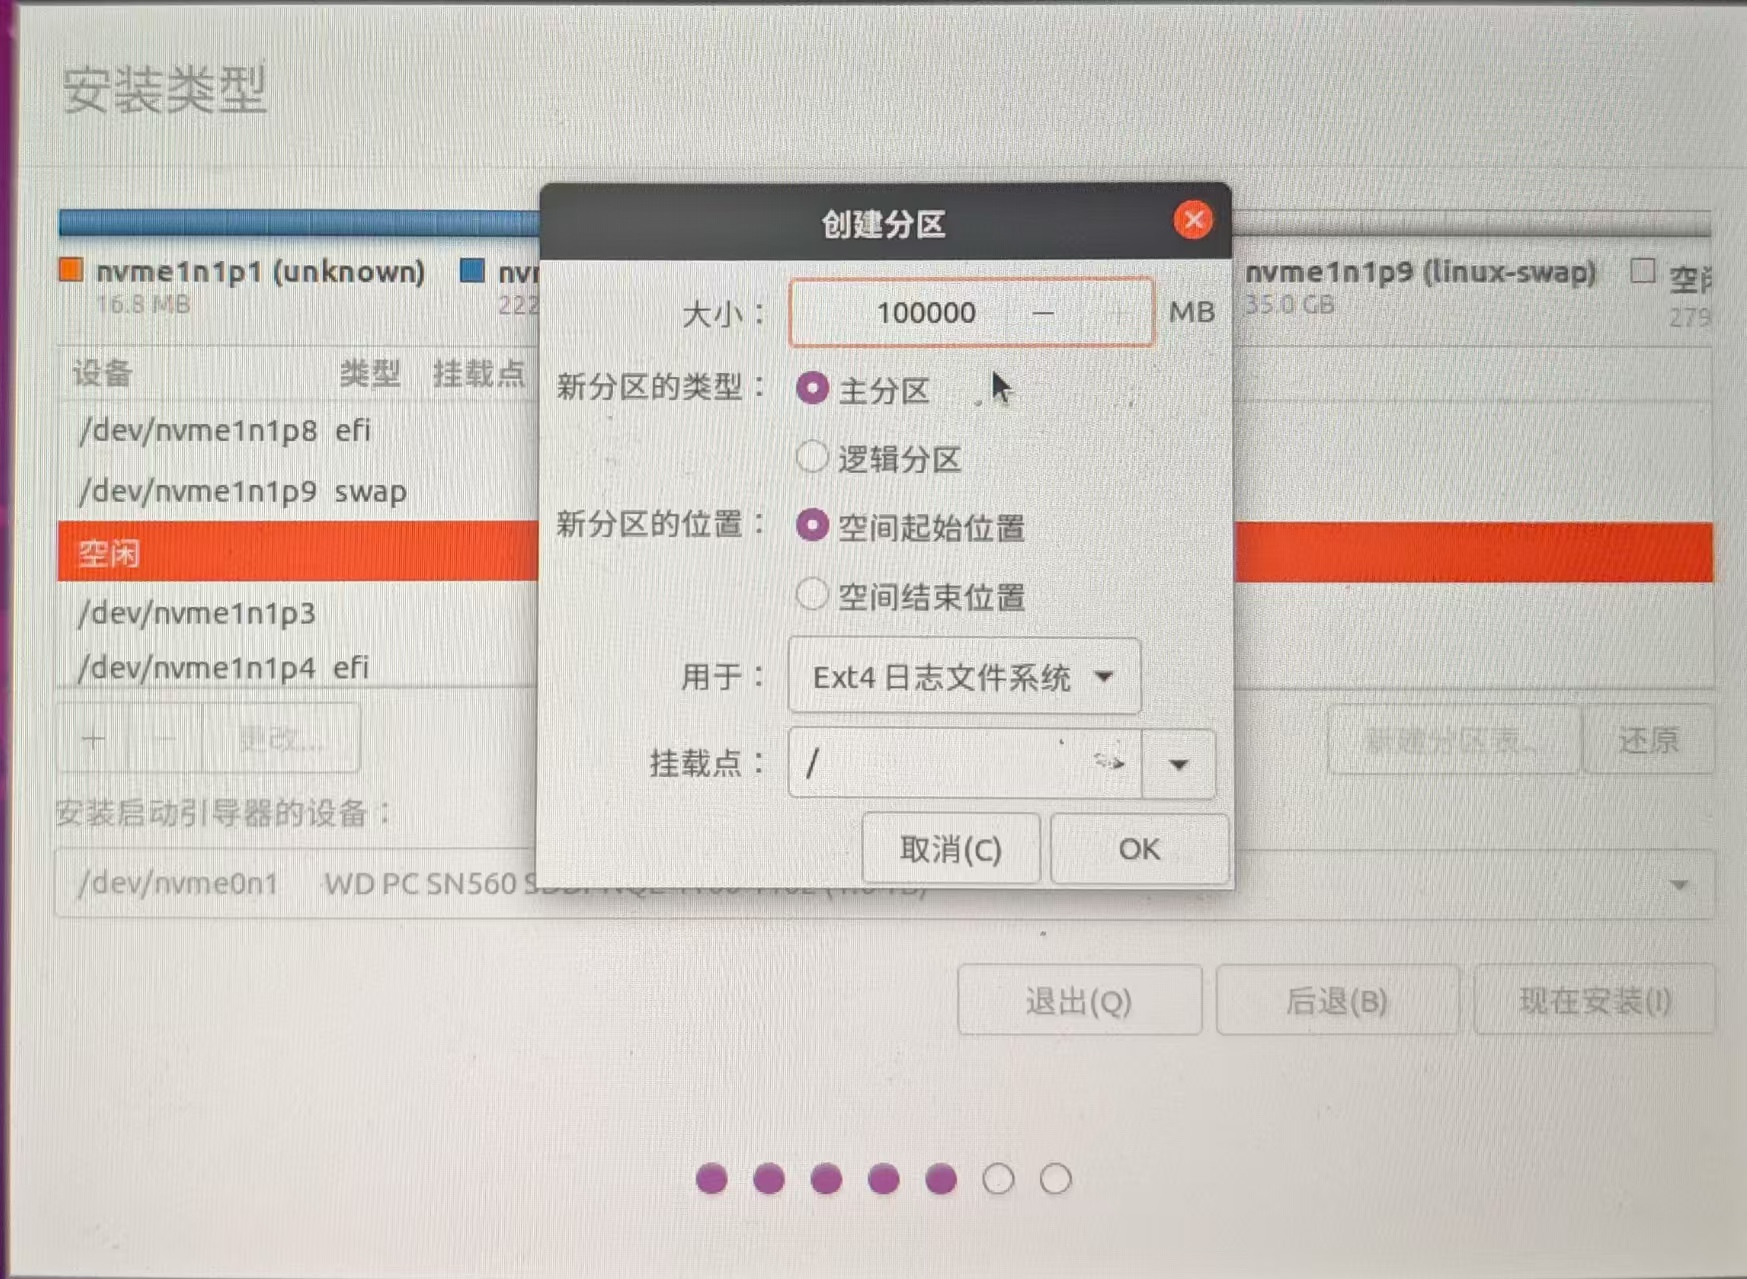 安装类型
创建分区
nvme1n1p1 (unknown)
16.8 MB
nvme1n1p9 (linux-swap)
35.0 GB
大小：
100000
MB
设备
类型
挂载点
新分区的类型：
主分区
逻辑分区
/dev/nvme1n1p8 efi
/dev/nvme1n1p9 swap
新分区的位置：
空间起始位置
空间结束位置
空闲
/dev/nvme1n1p3
/dev/nvme1n1p4 efi
用于：
Ext4 日志文件系统
挂载点：
/
+
更改...
新建分区表...
还原
安装启动引导器的设备：
取消(C)
OK
/dev/nvme0n1 WD PC SN560
退出(Q)
后退(B)
现在安装(I)